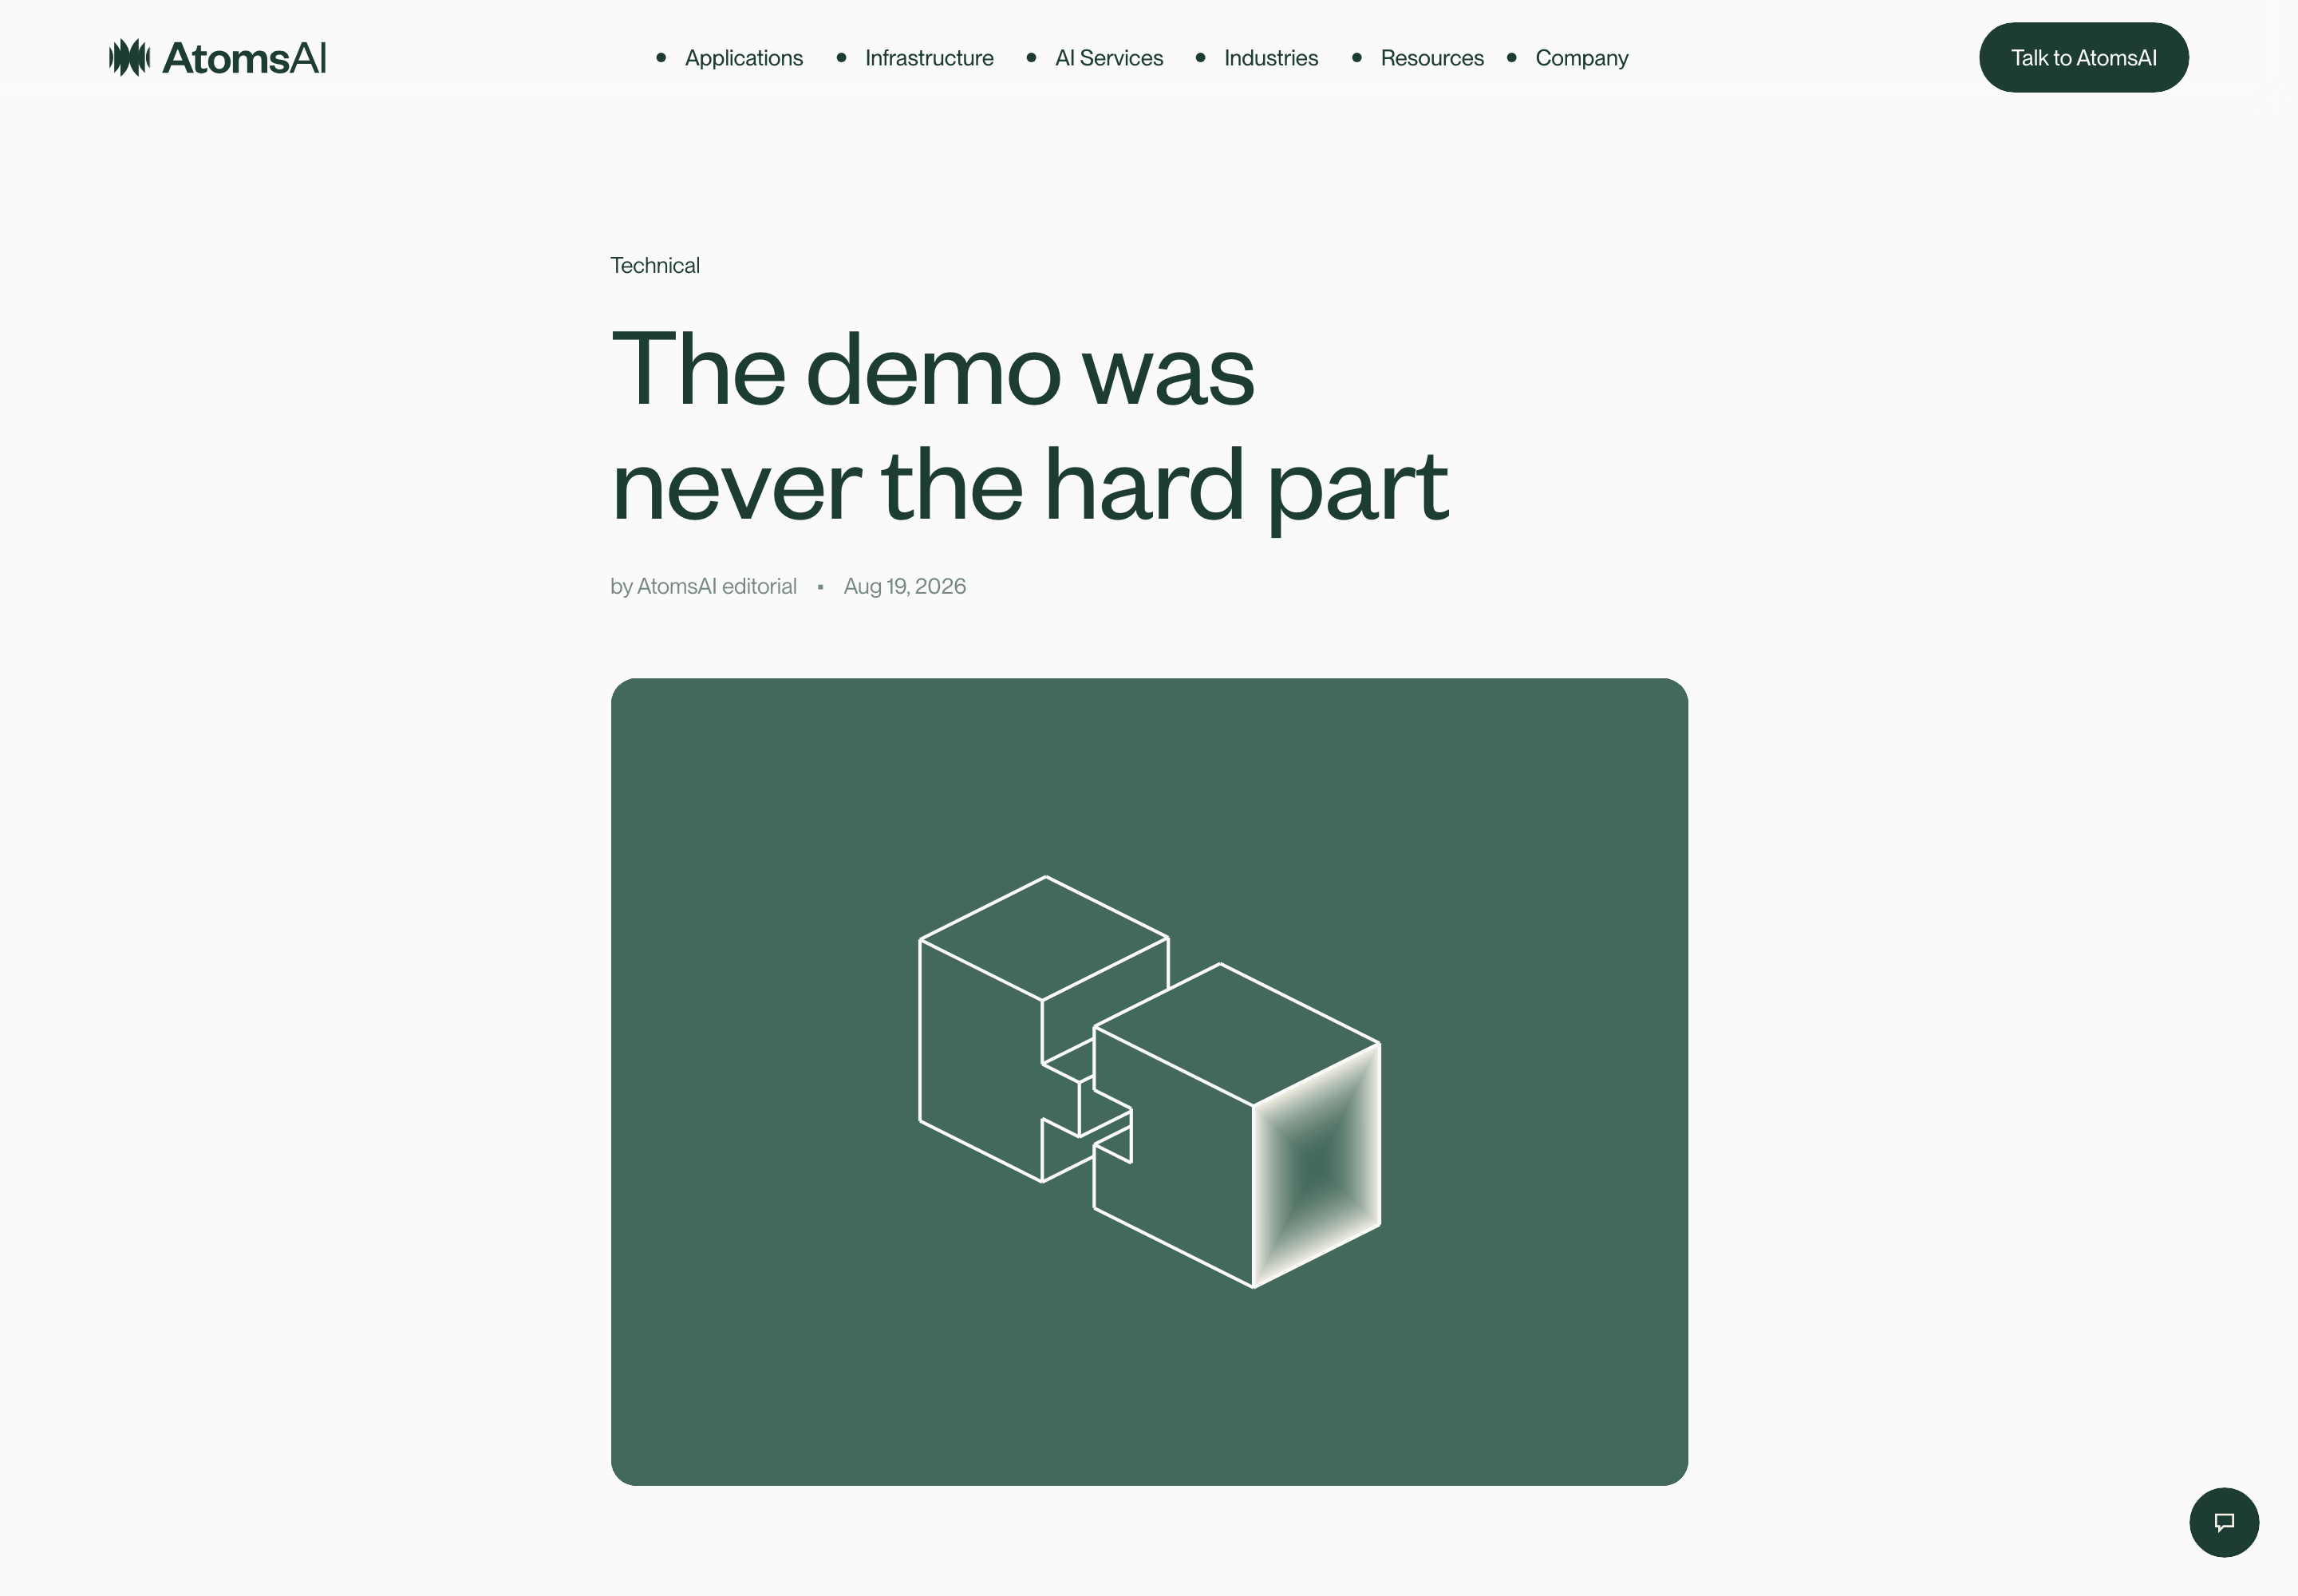 AtomsAI
Applications
Infrastructure
AI Services
Industries
Resources
Company
Talk to AtomsAI
Technical
The demo was
never the hard part
by AtomsAI editorial ▪ Aug 19, 2026